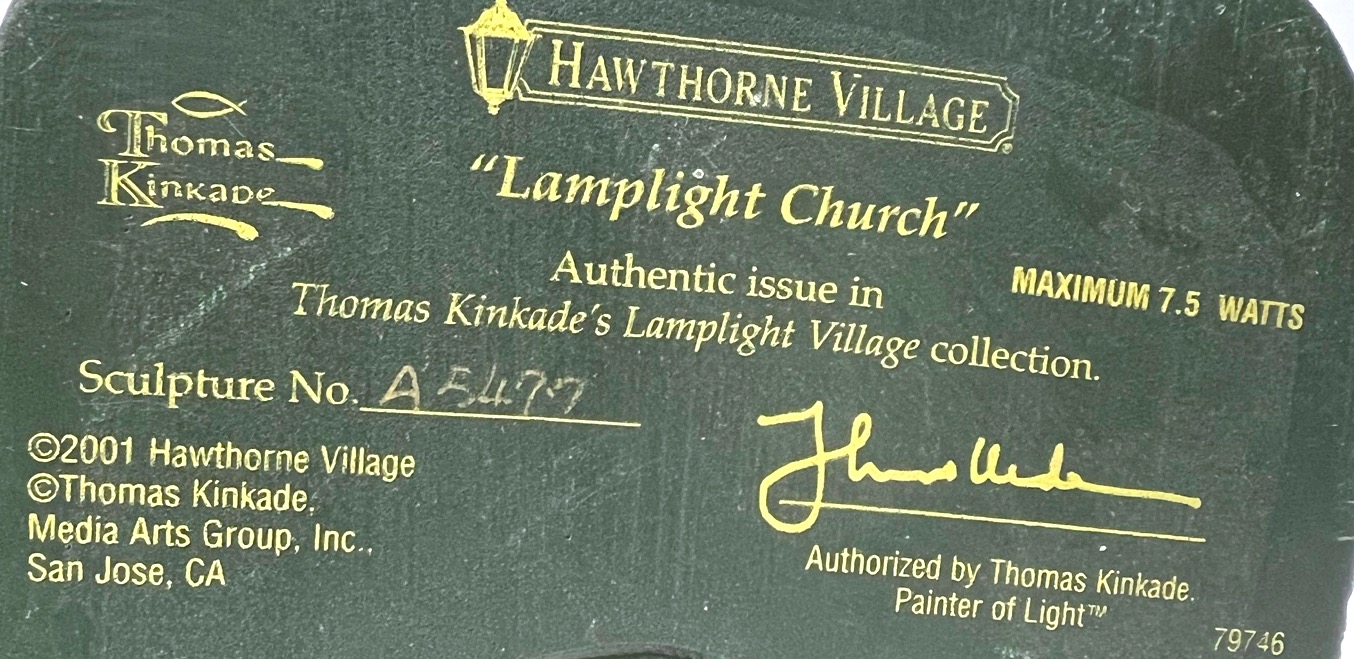 HAWTHORNE VILLAGE
Thomas
Kinkade
"Lamplight Church"
Authentic issue in
Thomas Kinkade's Lamplight Village collection.
MAXIMUM 7.5 WATTS
Sculpture No. A5477
©2001 Hawthorne Village
©Thomas Kinkade,
Media Arts Group, Inc.,
San Jose, CA
Authorized by Thomas Kinkade.
Painter of Light™
79746